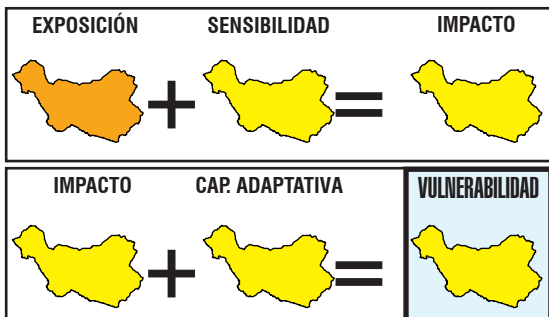 EXPOSICIÓN SENSIBILIDAD IMPACTO
+ =
IMPACTO CAP. ADAPTATIVA VULNERABILIDAD
+ =